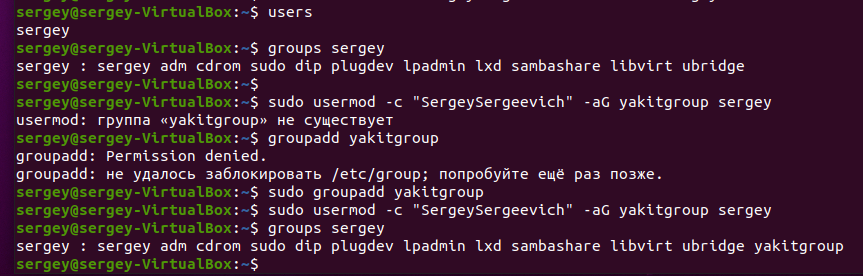 sergey@sergey-VirtualBox:~$ users
sergey
sergey@sergey-VirtualBox:~$ groups sergey
sergey : sergey adm cdrom sudo dip plugdev lpadmin lxd sambashare libvirt ubridge
sergey@sergey-VirtualBox:~$
sergey@sergey-VirtualBox:~$ sudo usermod -c "SergeySergeevich" -aG yakitgroup sergey
usermod: группа «yakitgroup» не существует
sergey@sergey-VirtualBox:~$ groupadd yakitgroup
groupadd: Permission denied.
groupadd: не удалось заблокировать /etc/group; попробуйте ещё раз позже.
sergey@sergey-VirtualBox:~$ sudo groupadd yakitgroup
sergey@sergey-VirtualBox:~$ sudo usermod -c "SergeySergeevich" -aG yakitgroup sergey
sergey@sergey-VirtualBox:~$ groups sergey
sergey : sergey adm cdrom sudo dip plugdev lpadmin lxd sambashare libvirt ubridge yakitgroup
sergey@sergey-VirtualBox:~$